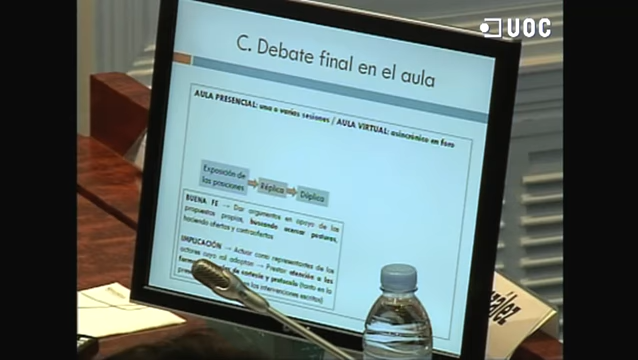 UOC
C. Debate final en el aula
AULA PRESENCIAL: una o varias sesiones / AULA VIRTUAL: asincrónico en foro
Exposición de
las posiciones
Réplica
Dúplica
BUENA FE → Dar argumentos en apoyo de las
propuestas propias, buscando acercar posturas,
haciendo ofertas y contraofertas
IMPLICACIÓN → Actuar como representantes de los
actores cuyo rol adoptan → Prestar atención a las
de cortesía y protocolo (tanto en la
las intervenciones escritas)